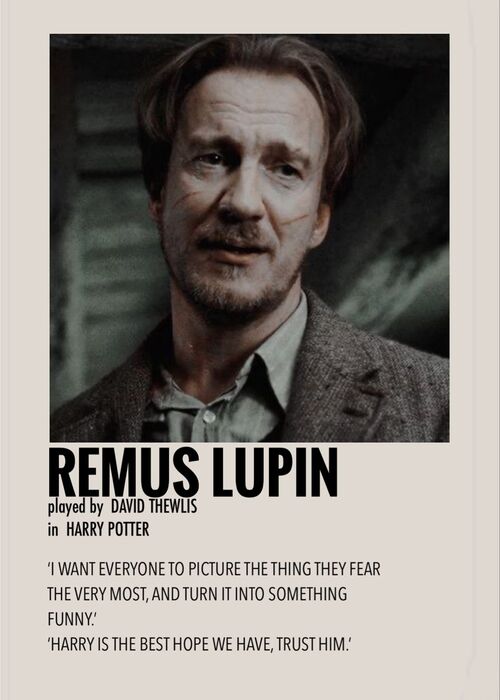 REMUS LUPIN
played by DAVID THEWLIS
in HARRY POTTER
‘I WANT EVERYONE TO PICTURE THE THING THEY FEAR
THE VERY MOST, AND TURN IT INTO SOMETHING
FUNNY.’
‘HARRY IS THE BEST HOPE WE HAVE, TRUST HIM.’